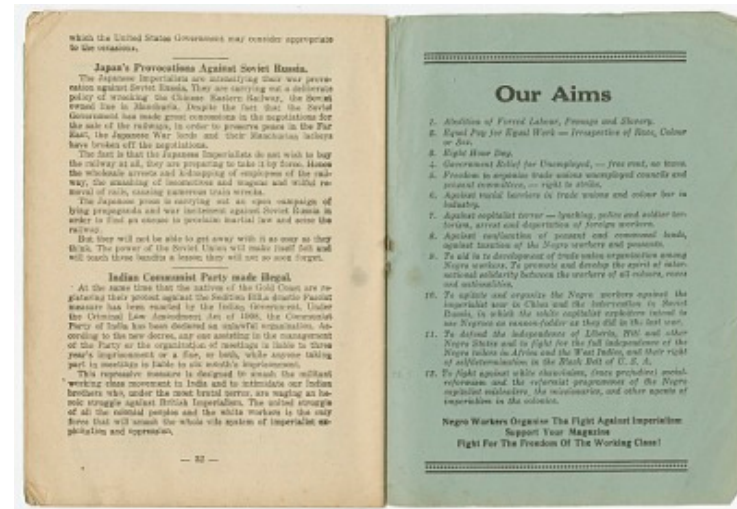 which the United States Government may consider appropriate
to the occasions.
Japan's Provocations Against Soviet Russia.
The Japanese Imperialists are intensifying their war provo-
cation against Soviet Russia. They are carrying out a deliberate
policy of wrecking the Chinese Eastern Railway, the Soviet
owned line in Manchuria. Despite the fact that the Soviet
Government has made great concessions in the negotiations for
the sale of the railways, in order to preserve peace in the Far
East, the Japanese War lords and their Manchurian lackeys
have broken off the negotiations.
The fact is that the Japanese Imperialists do not wish to buy
the railway at all, they are preparing to take it by force. Hence
the wholesale arrests and kidnapping of employees of the rail-
way, the smashing of locomotives and wagons and wilful re-
moval of rails, causing numerous train wrecks.
The Japanese press is carrying out an open campaign of
lying propaganda and war incitement against Soviet Russia in
order to find an excuse to provision martial law and seize the
railway.
But they will not be able to get away with it as easy as they
think. The power of the Soviet Union will make itself felt and
will teach these bandits a lesson they will not so soon forget.
Indian Communist Party made illegal.
At the same time that the natives of the Gold Coast are re-
gistering their protest against the Sedition Bill a drastic Fascist
measure has been enacted by the Indian Government. Under
the Criminal Law Amendment Act of 1908, the Communist
Party of India has been declared an unlawful organisation. Ac-
cording to the new decree, any one assisting in the management
of the Party or the organization of meetings is liable to three
year's imprisonment or a fine, or both, while anyone taking
part in meetings is liable to six month's imprisonment.
This repressive measure is designed to smash the militant
working class movement in India and to intimidate our Indian
brothers who, under the most brutal terror, are waging an he-
roic struggle against British Imperialism. The united struggle
of all the colonial peoples and the white workers is the only
force that will smash the whole vile system of imperialist ex-
ploitation and oppression.
— 32 —
Our Aims
1. Abolition of Forced Labour, Peonage and Slavery.
2. Equal Pay for Equal Work — Irrespective of Race, Colour
or Sex.
3. Eight Hour Day.
4. Government Relief for Unemployed, — free rent, no taxes.
5. Freedom to organize trade unions unemployed councils and
peasant committees, — right to strike.
6. Against racial barriers in trade unions and colour bar in
industry.
7. Against capitalist terror — lynching, police and soldier ter-
rorism, arrest and deportation of foreign workers.
8. Against confiscation of peasant and communal lands,
against taxation of the Negro workers and peasants.
9. To aid in to development of trade union organisation among
Negro workers. To promote and develop the spirit of inter-
national solidarity between the workers of all colours, races
and nationalities.
10. To agitate and organize the Negro workers against the
imperialist war in China and the intervention in Soviet
Russia, in which the white capitalist exploiters intend to
use Negroes as cannon-fodder as they did in the last war.
11. To defend the independence of Liberia, Hiti and other
Negro States and to fight for the full independence of the
Negro toilers in Africa and the West Indies, and their right
of selfdetermination in the Black Belt of U. S. A.
12. To fight against white chauvinism, (race prejudice) social-
reformism and the reformist programmes of the Negro
capitalist misleaders, the missionaries, and other agents of
imperialism in the colonies.
Negro Workers Organise The Fight Against Imperialism
Support Your Magazine
Fight For The Freedom Of The Working Class!